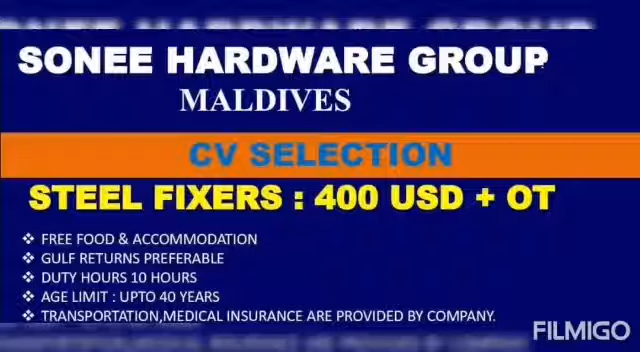 SONEE HARDWARE GROUP
MALDIVES
CV SELECTION
STEEL FIXERS : 400 USD + OT
❖ FREE FOOD & ACCOMMODATION
❖ GULF RETURNS PREFERABLE
❖ DUTY HOURS 10 HOURS
❖ AGE LIMIT : UPTO 40 YEARS
❖ TRANSPORTATION,MEDICAL INSURANCE ARE PROVIDED BY COMPANY.
FILMIGO